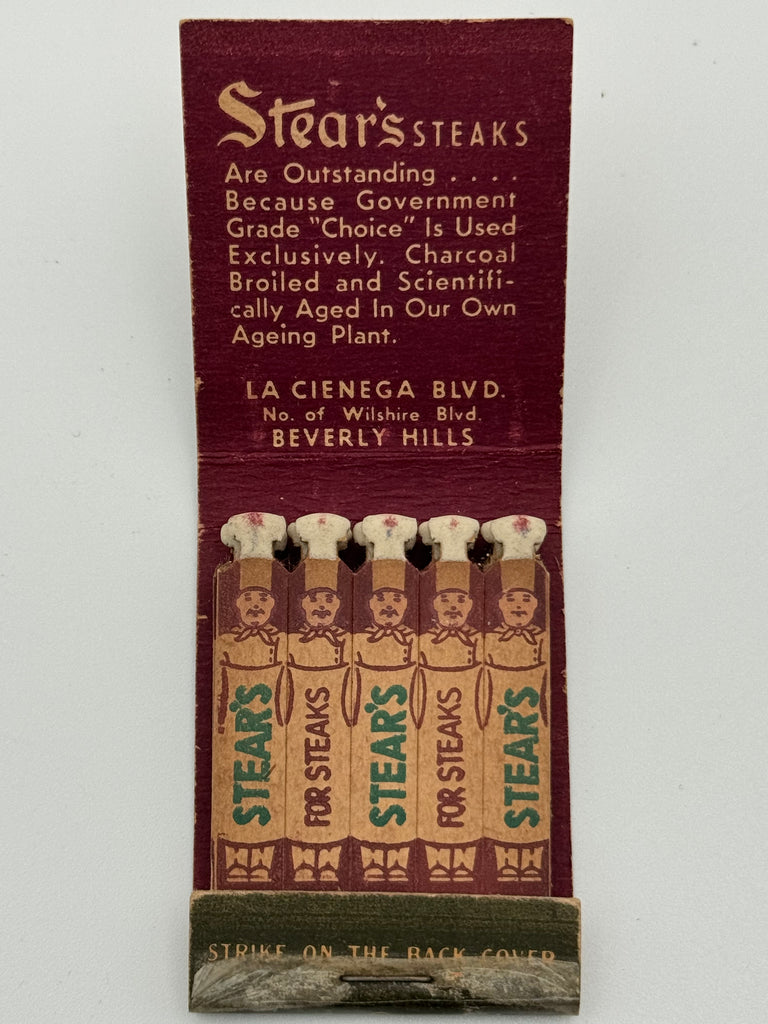 Stear's STEAKS
Are Outstanding . . . .
Because Government
Grade "Choice" Is Used
Exclusively. Charcoal
Broiled and Scientifi-
cally Aged In Our Own
Ageing Plant.
LA CIENEGA BLVD.
No. of Wilshire Blvd.
BEVERLY HILLS
STEAR'S
FOR STEAKS
STEAR'S
FOR STEAKS
STEAR'S
STRIKE ON THE BACK COVER